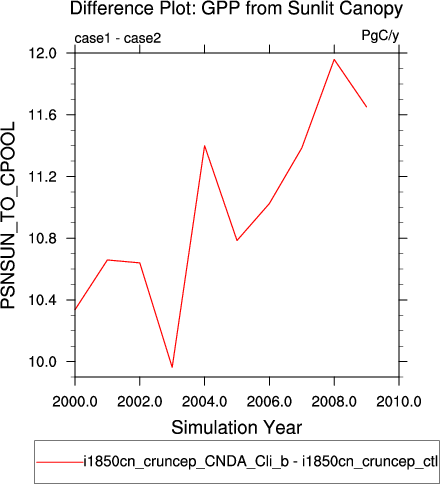 Difference Plot: GPP from Sunlit Canopy
case1 - case2
PgC/y
PSNSUN_TO_CPOOL
12.0
11.6
11.2
10.8
10.4
10.0
2000.0 2002.0 2004.0 2006.0 2008.0 2010.0
Simulation Year
i1850cn_cruncep_CNDA_Cli_b - i1850cn_cruncep_ctl